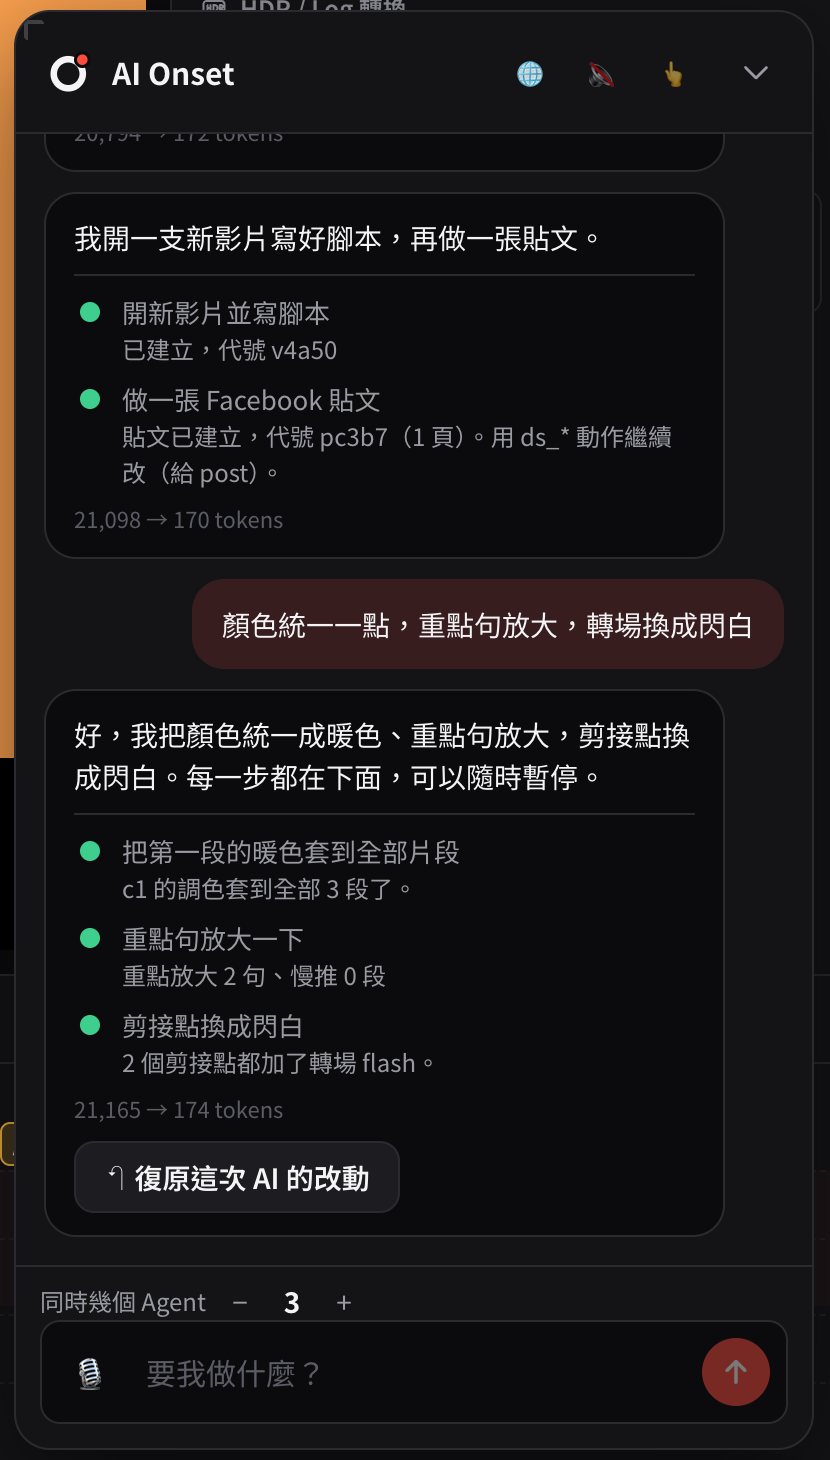 HDR / Log 轉換
AI Onset
20,794 → 172 tokens
我開一支新影片寫好腳本，再做一張貼文。
開新影片並寫腳本
已建立，代號 v4a50
做一張 Facebook 貼文
貼文已建立，代號 pc3b7（1 頁）。用 ds_* 動作繼續
改（給 post）。
21,098 → 170 tokens
顏色統一一點，重點句放大，轉場換成閃白
好，我把顏色統一成暖色、重點句放大，剪接點換
成閃白。每一步都在下面，可以隨時暫停。
把第一段的暖色套到全部片段
c1 的調色套到全部 3 段了。
重點句放大一下
重點放大 2 句、慢推 0 段
剪接點換成閃白
2 個剪接點都加了轉場 flash。
21,165 → 174 tokens
復原這次 AI 的改動
同時幾個 Agent − 3 +
要我做什麼？